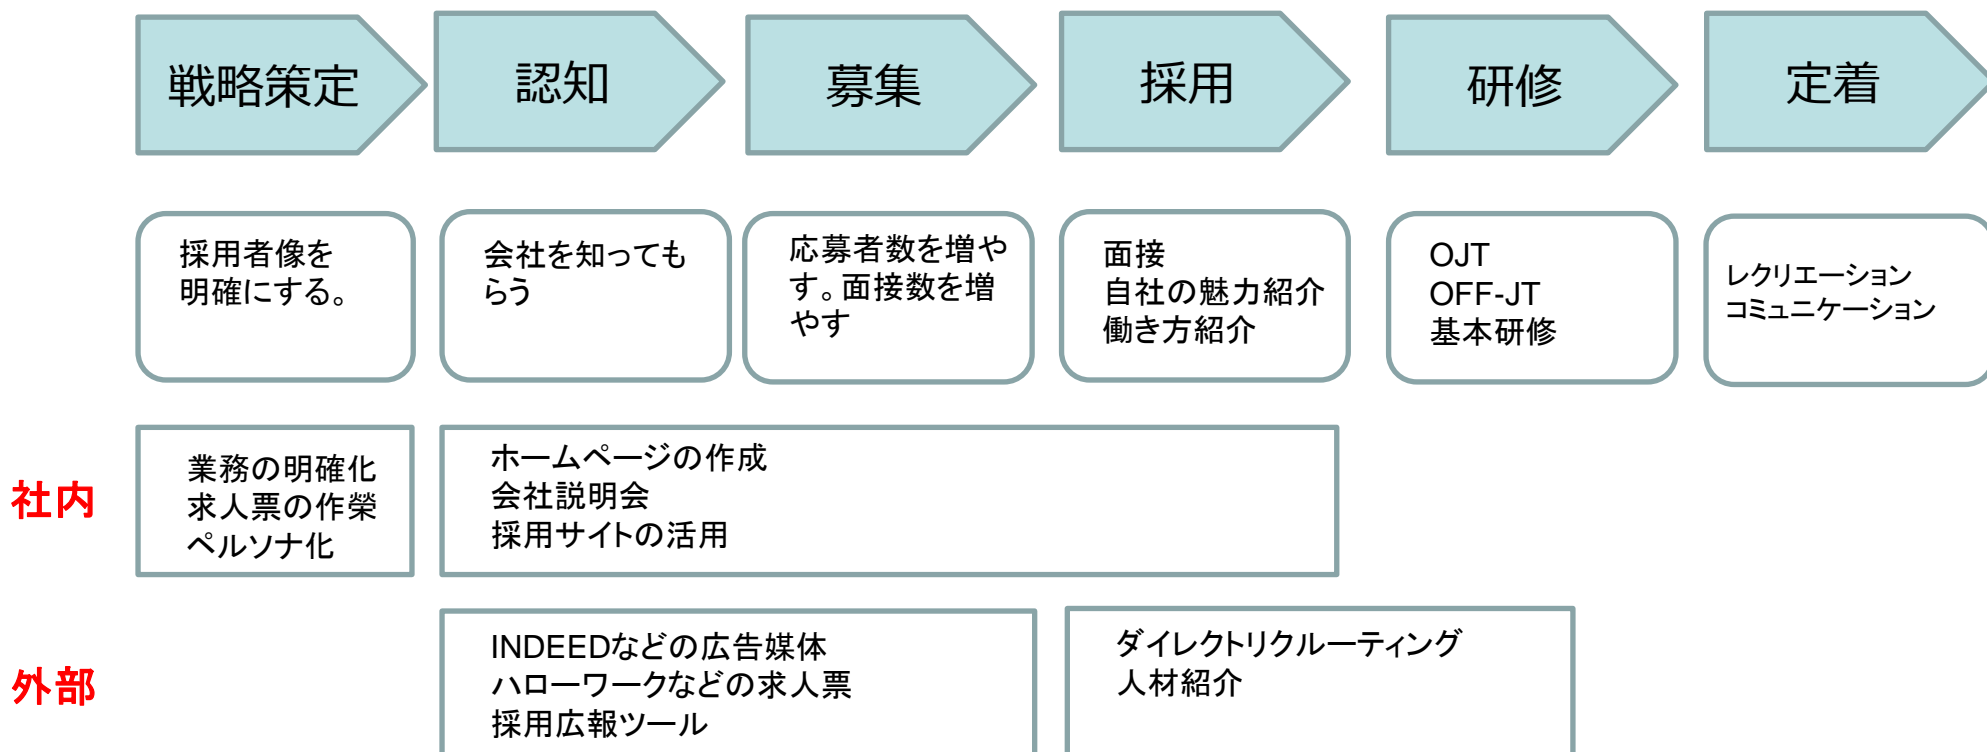 戦略策定
認知
募集
採用
研修
定着
採用者像を
明確にする。
会社を知っても
らう
応募者数を増や
す。面接数を増
やす
面接
自社の魅力紹介
働き方紹介
OJT
OFF-JT
基本研修
レクリエーション
コミュニケーション
社内
業務の明確化
求人票の作榮
ペルソナ化
ホームページの作成
会社説明会
採用サイトの活用
外部
INDEEDなどの広告媒体
ハローワークなどの求人票
採用広報ツール
ダイレクトリクルーティング
人材紹介